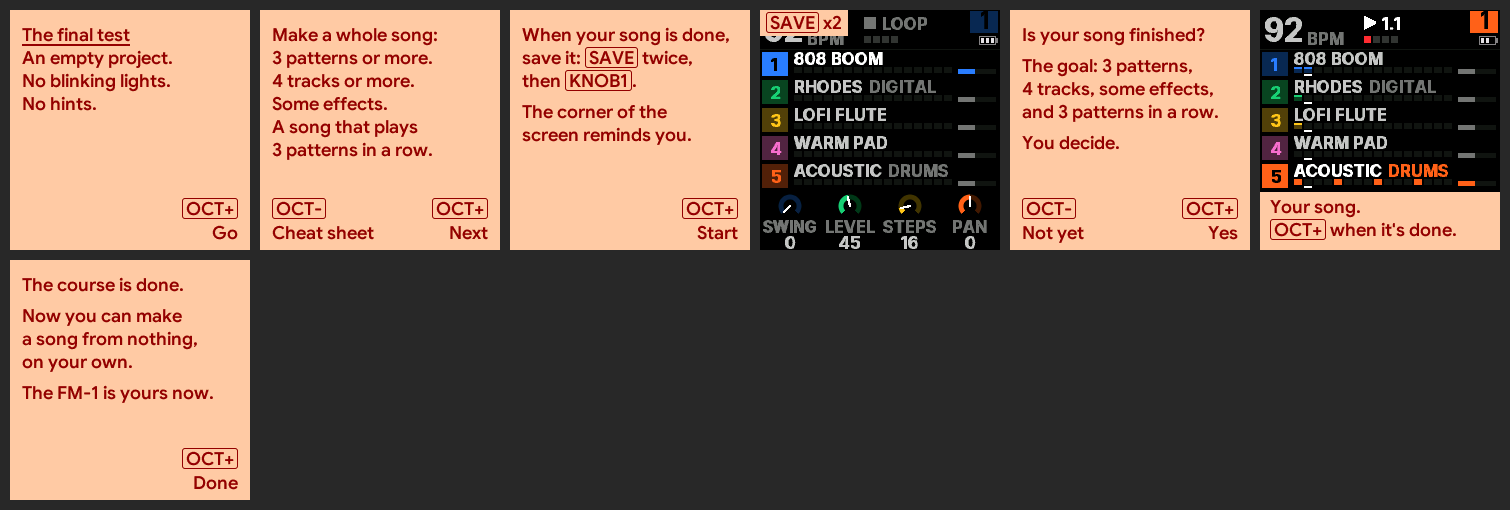 The final test
An empty project.
No blinking lights.
No hints.
OCT+
Go
Make a whole song:
3 patterns or more.
4 tracks or more.
Some effects.
A song that plays
3 patterns in a row.
OCT- OCT+
Cheat sheet Next
When your song is done,
save it: SAVE twice,
then KNOB1.
The corner of the
screen reminds you.
OCT+
Start
SAVE x2
LOOP 1
92 BPM
1 808 BOOM
2 RHODES DIGITAL
3 LOFI FLUTE
4 WARM PAD
5 ACOUSTIC DRUMS
SWING LEVEL STEPS PAN
0 45 16 0
Is your song finished?
The goal: 3 patterns,
4 tracks, some effects,
and 3 patterns in a row.
You decide.
OCT- OCT+
Not yet Yes
92 BPM 1.1 1
1 808 BOOM
2 RHODES DIGITAL
3 LOFI FLUTE
4 WARM PAD
5 ACOUSTIC DRUMS
Your song.
OCT+ when it's done.
The course is done.
Now you can make
a song from nothing,
on your own.
The FM-1 is yours now.
OCT+
Done